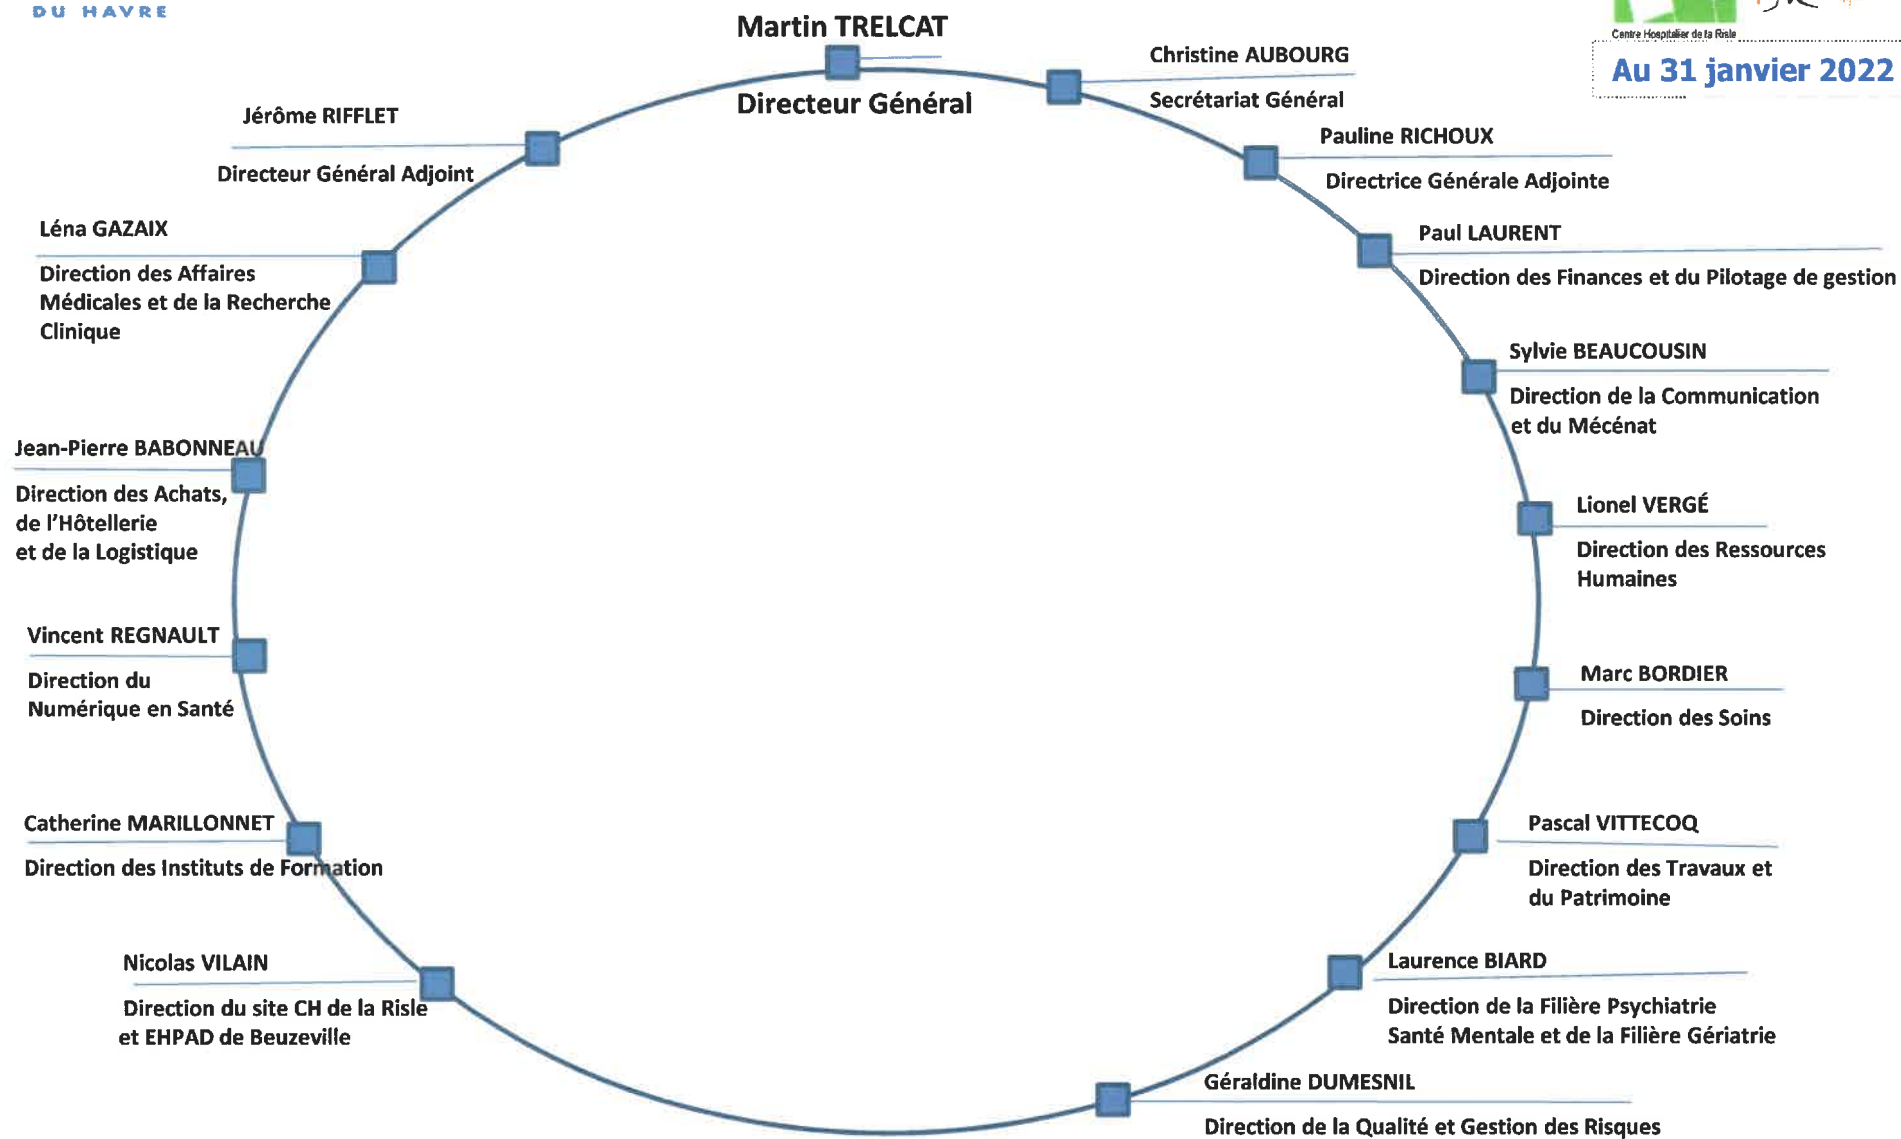 DU HAVRE
Centre Hospitalier de la Risle
Au 31 janvier 2022
Martin TRELCAT
Directeur Général
Christine AUBOURG
Secrétariat Général
Pauline RICHOUX
Directrice Générale Adjointe
Paul LAURENT
Direction des Finances et du Pilotage de gestion
Sylvie BEAUCOUSIN
Direction de la Communication
et du Mécénat
Lionel VERGÉ
Direction des Ressources
Humaines
Marc BORDIER
Direction des Soins
Pascal VITTECOQ
Direction des Travaux et
du Patrimoine
Laurence BIARD
Direction de la Filière Psychiatrie
Santé Mentale et de la Filière Gériatrie
Géraldine DUMESNIL
Direction de la Qualité et Gestion des Risques
Jérôme RIFFLET
Directeur Général Adjoint
Léna GAZAIX
Direction des Affaires
Médicales et de la Recherche
Clinique
Jean-Pierre BABONNEAU
Direction des Achats,
de l'Hôtellerie
et de la Logistique
Vincent REGNAULT
Direction du
Numérique en Santé
Catherine MARILLONNET
Direction des Instituts de Formation
Nicolas VILAIN
Direction du site CH de la Risle
et EHPAD de Beuzeville